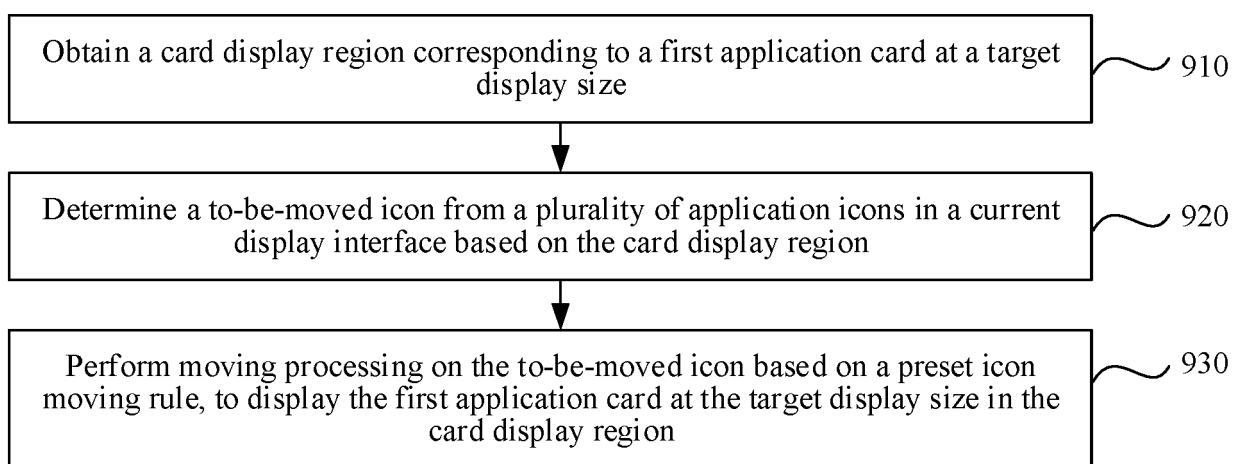 Obtain a card display region corresponding to a first application card at a target
display size
910
Determine a to-be-moved icon from a plurality of application icons in a current
display interface based on the card display region
920
Perform moving processing on the to-be-moved icon based on a preset icon
moving rule, to display the first application card at the target display size in the
card display region
930